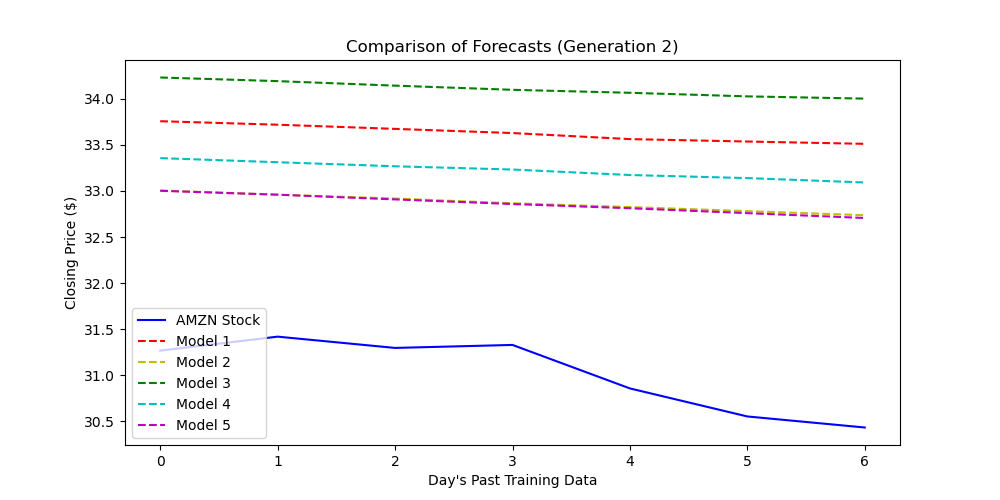 Comparison of Forecasts (Generation 2)
Closing Price ($)
34.0
33.5
33.0
32.5
32.0
31.5
31.0
30.5
AMZN Stock
Model 1
Model 2
Model 3
Model 4
Model 5
0 1 2 3 4 5 6
Day's Past Training Data